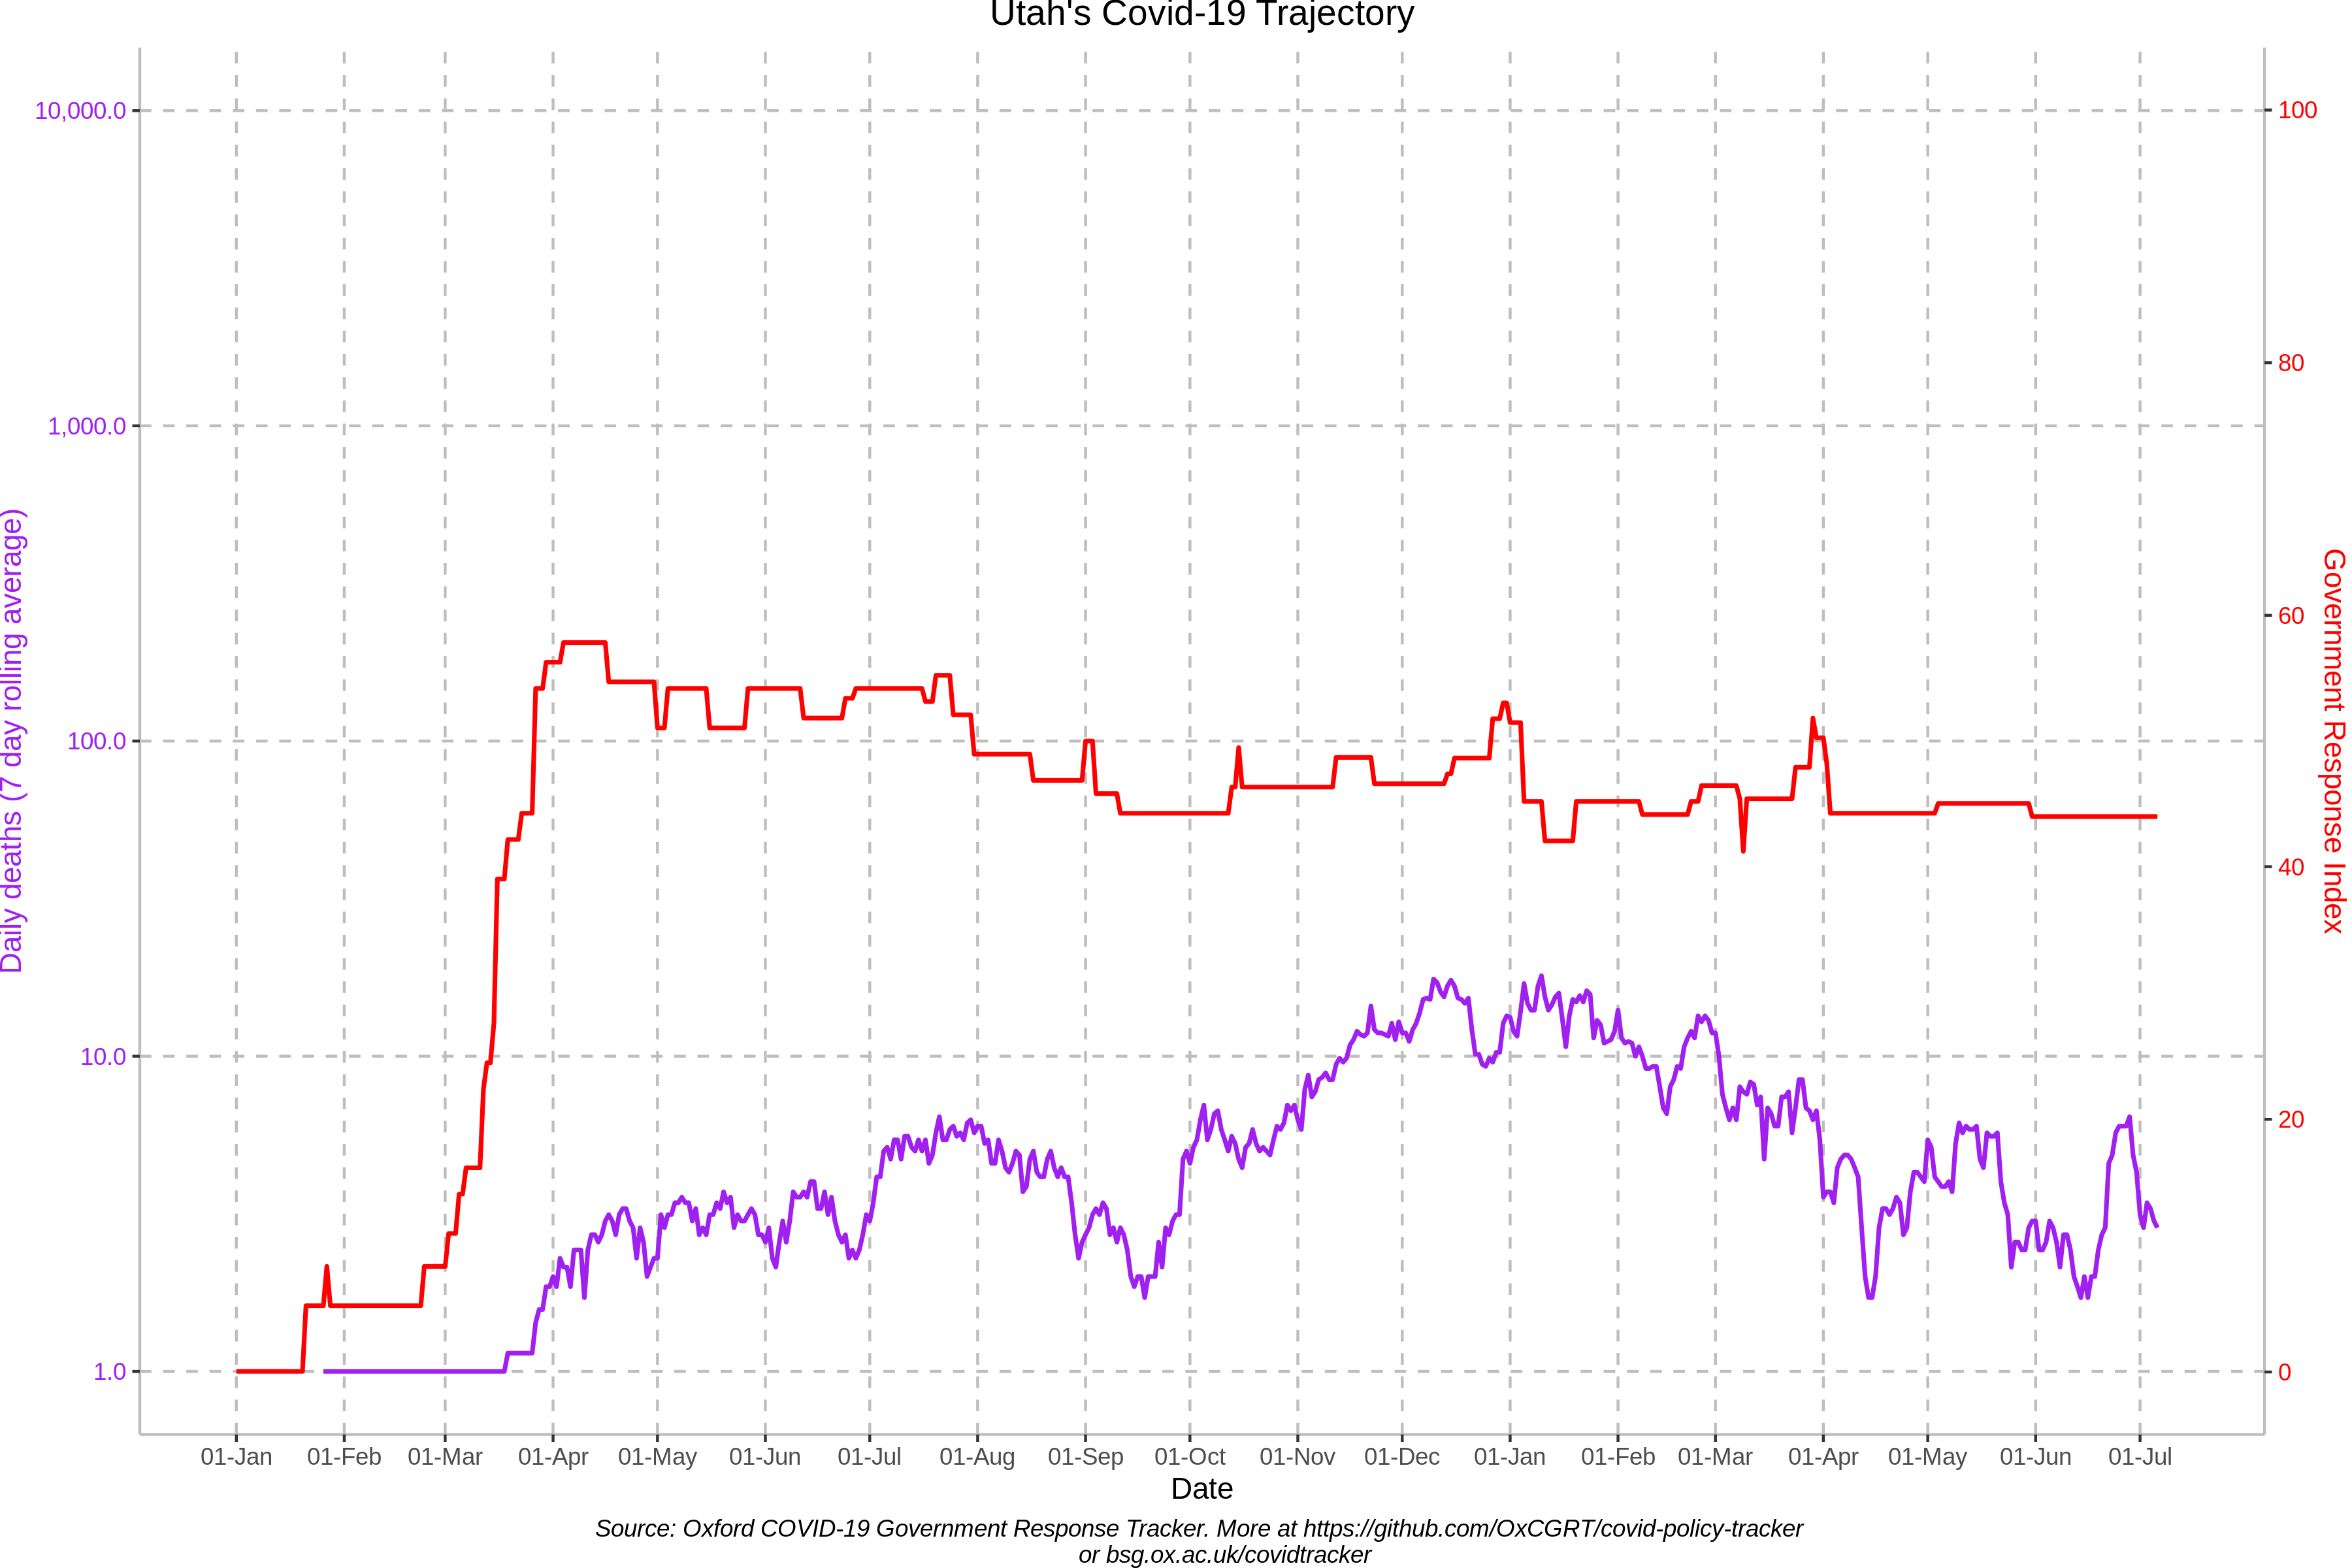 Utah's Covid-19 Trajectory
10,000.0
1,000.0
100.0
10.0
1.0
Daily deaths (7 day rolling average)
100
80
60
40
20
0
Government Response Index
01-Jan 01-Feb 01-Mar 01-Apr 01-May 01-Jun 01-Jul 01-Aug 01-Sep 01-Oct 01-Nov 01-Dec 01-Jan 01-Feb 01-Mar 01-Apr 01-May 01-Jun 01-Jul
Date
Source: Oxford COVID-19 Government Response Tracker. More at https://github.com/OxCGRT/covid-policy-tracker
or bsg.ox.ac.uk/covidtracker